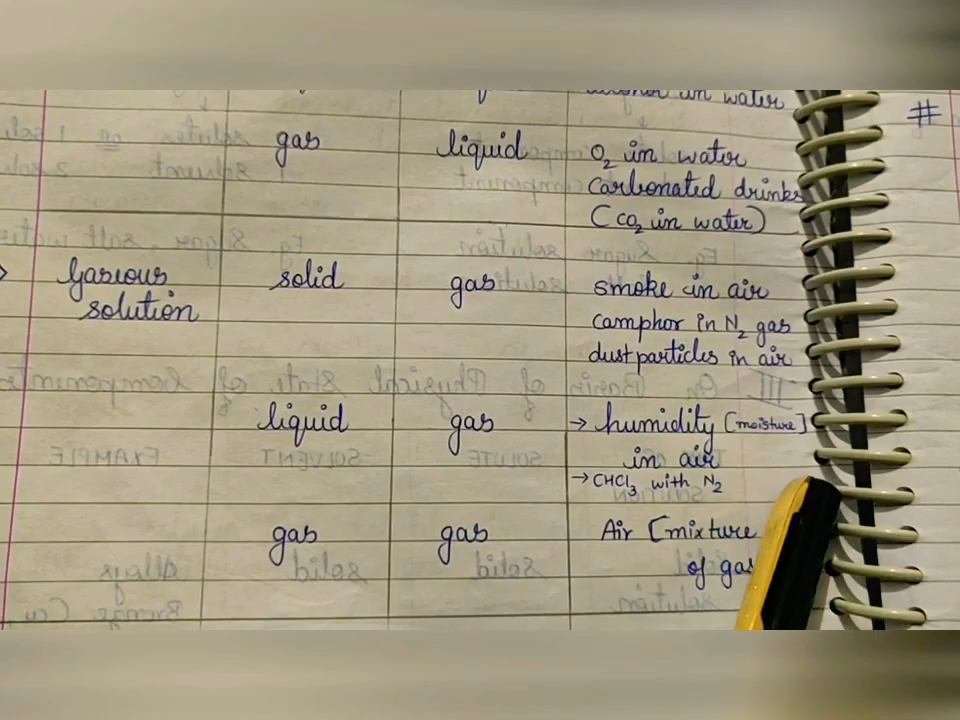 in water
#
gas liquid O2 in water
carbonated drinks
(CO2 in water)
Gasious solid gas smoke in air
solution camphor in N2 gas
dust particles in air
liquid gas → humidity [moisture]
in air
→ CHCl3 with N2
gas gas Air [mixture
of gas